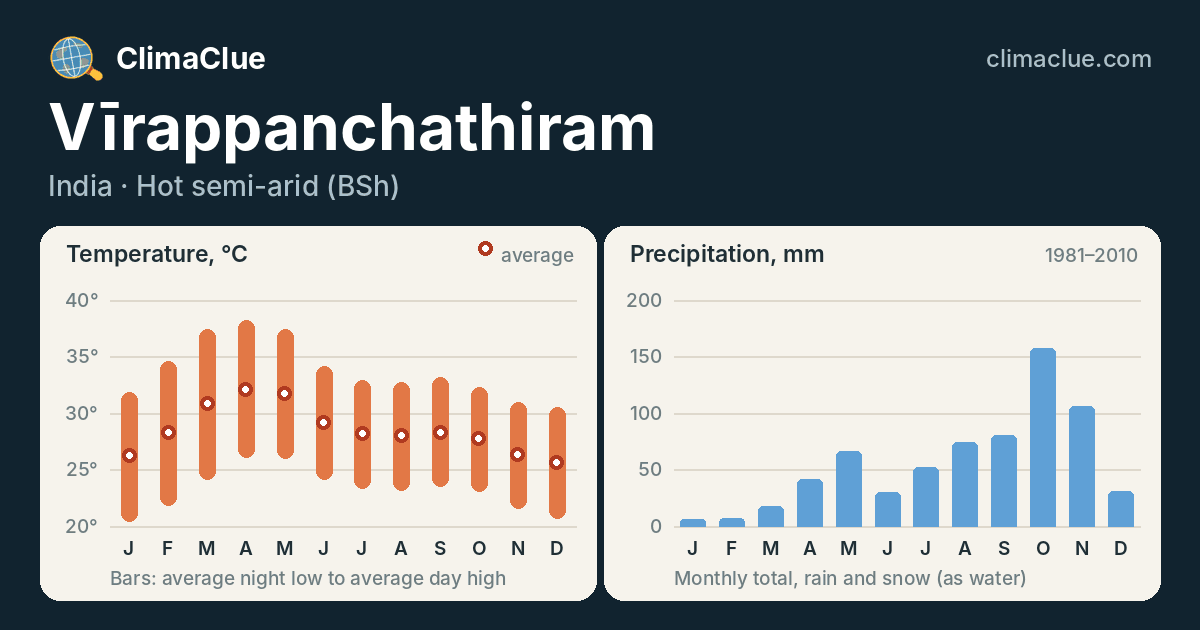 ClimaClue
climaclue.com
Vīrappanchathiram
India · Hot semi-arid (BSh)
Temperature, °C
average
40°
35°
30°
25°
20°
J F M A M J J A S O N D
Bars: average night low to average day high
Precipitation, mm
1981–2010
200
150
100
50
0
J F M A M J J A S O N D
Monthly total, rain and snow (as water)